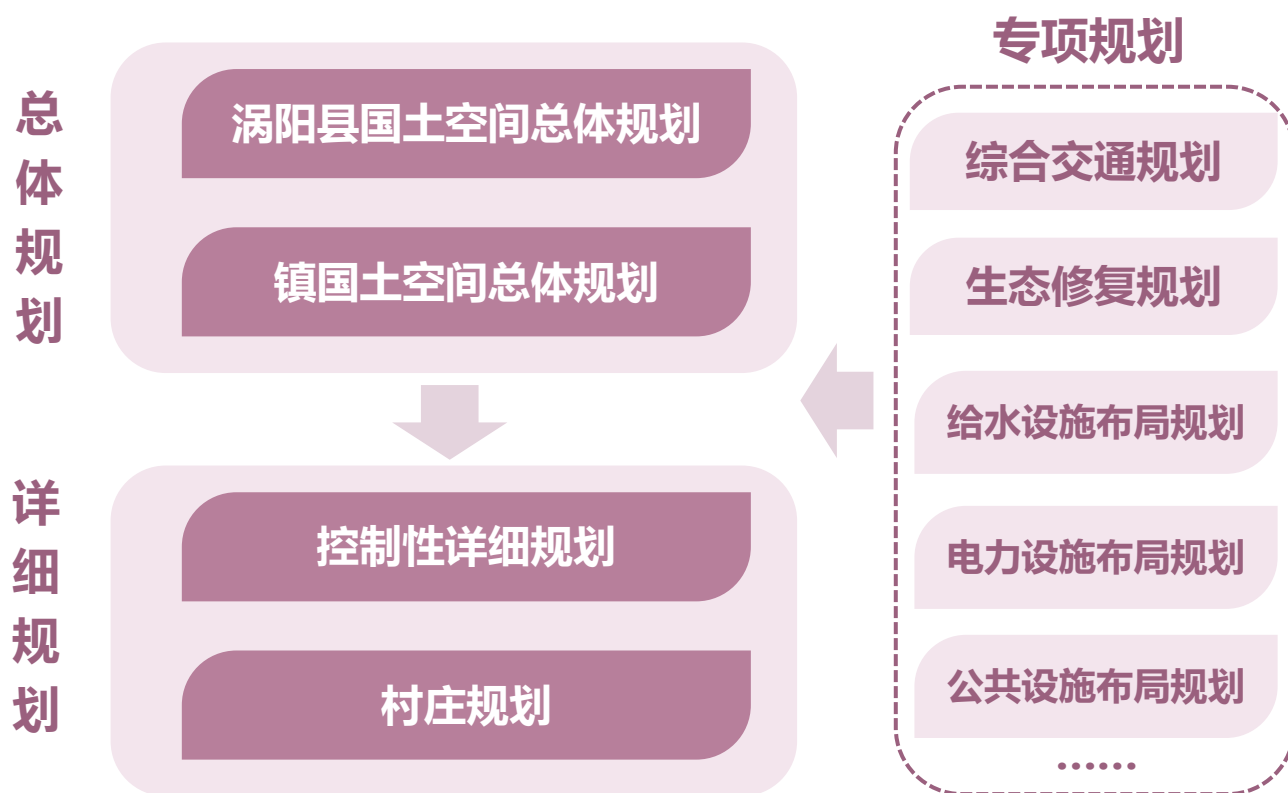 总体规划
涡阳县国土空间总体规划
镇国土空间总体规划
详细规划
控制性详细规划
村庄规划
专项规划
综合交通规划
生态修复规划
给水设施布局规划
电力设施布局规划
公共设施布局规划
……